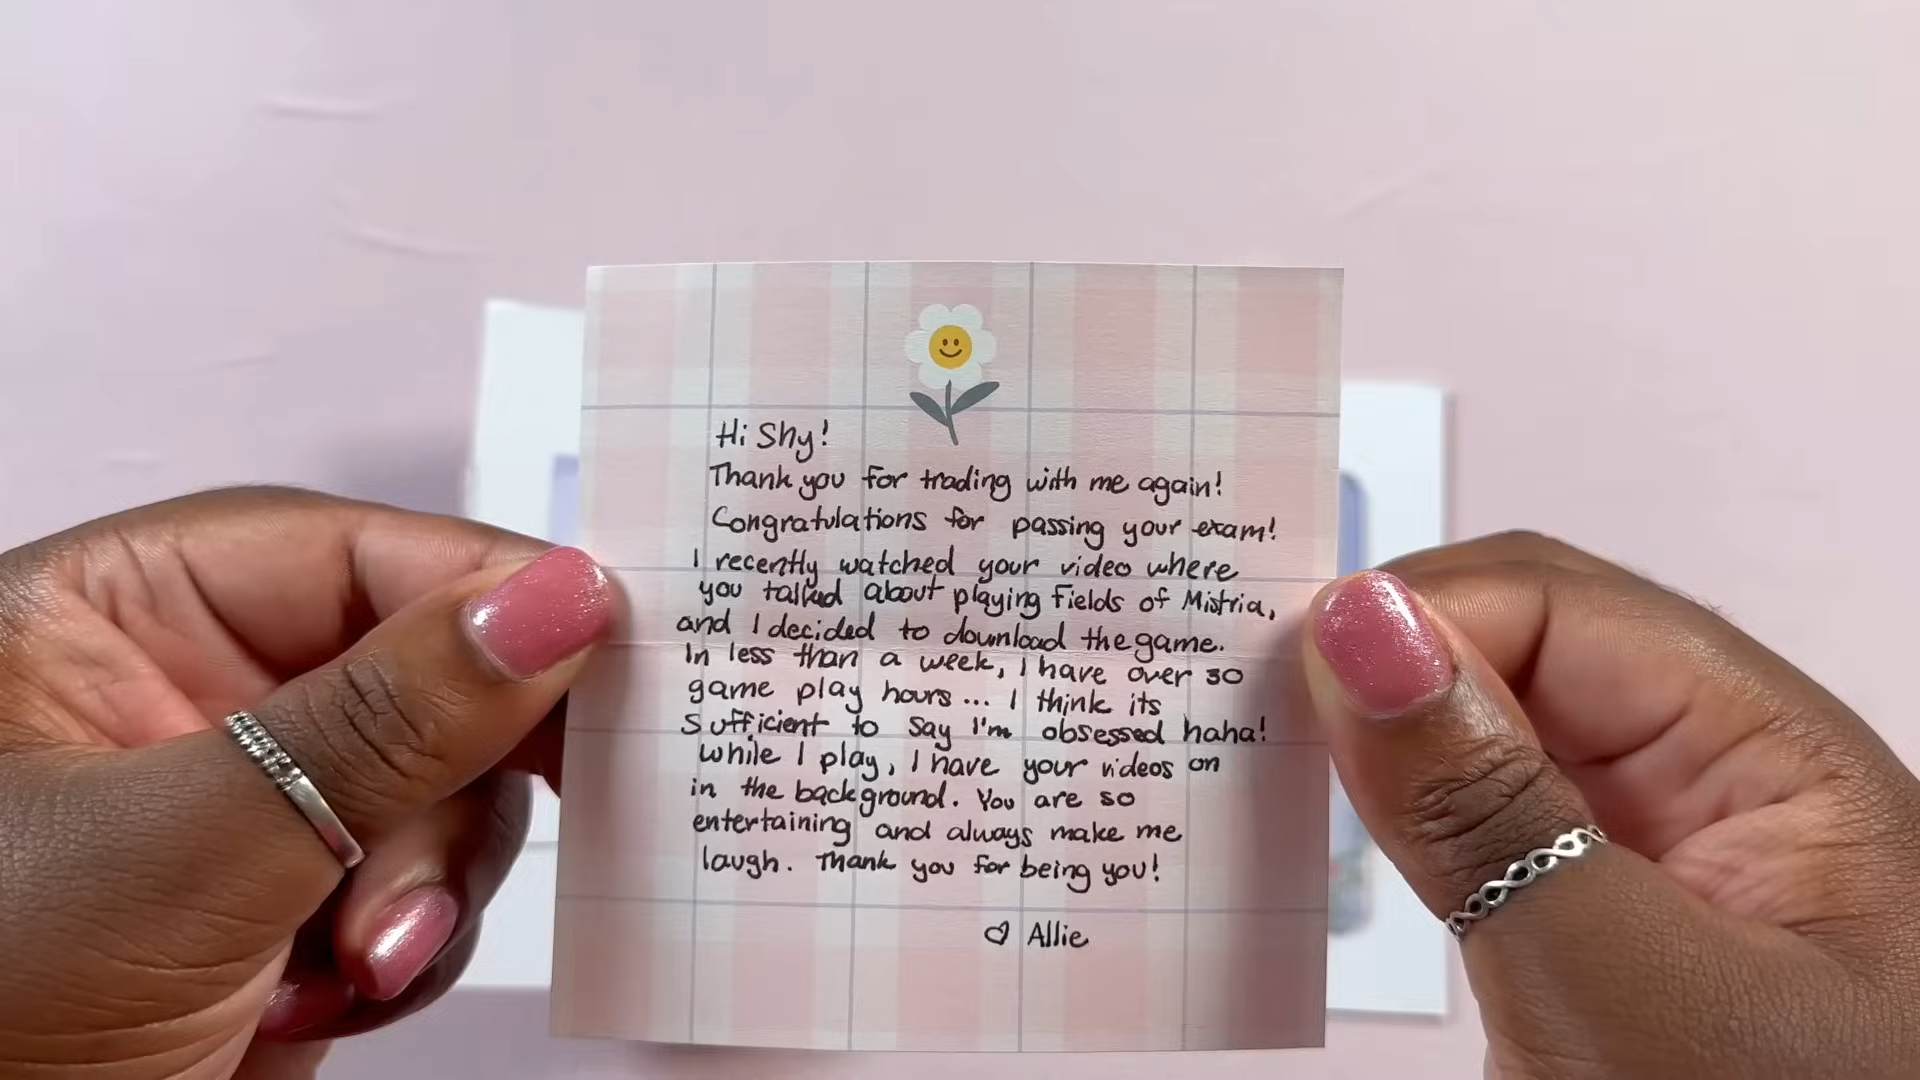 Hi Shy!
Thank you for trading with me again!
Congratulations for passing your exam!
I recently watched your video where
you talked about playing Fields of Mistria,
and I decided to download the game.
In less than a week, I have over 30
game play hours... I think its
sufficient to say I'm obsessed haha!
While I play, I have your videos on
in the background. You are so
entertaining and always make me
laugh. Thank you for being you!
♡ Allie